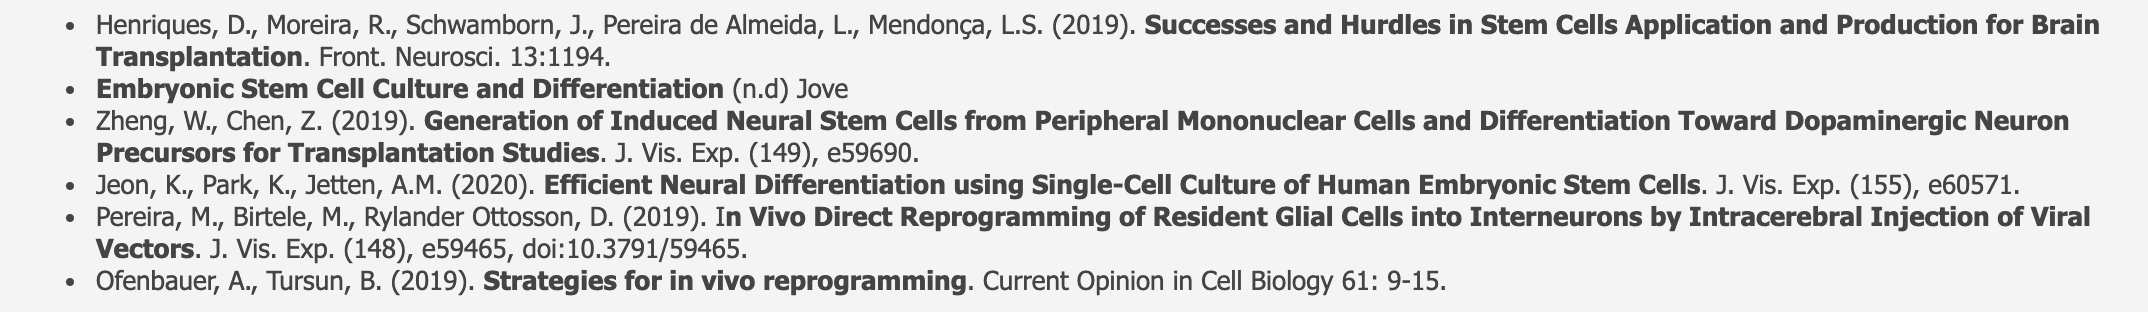 • Henriques, D., Moreira, R., Schwamborn, J., Pereira de Almeida, L., Mendonça, L.S. (2019). Successes and Hurdles in Stem Cells Application and Production for Brain
Transplantation. Front. Neurosci. 13:1194.
• Embryonic Stem Cell Culture and Differentiation (n.d) Jove
• Zheng, W., Chen, Z. (2019). Generation of Induced Neural Stem Cells from Peripheral Mononuclear Cells and Differentiation Toward Dopaminergic Neuron
Precursors for Transplantation Studies. J. Vis. Exp. (149), e59690.
• Jeon, K., Park, K., Jetten, A.M. (2020). Efficient Neural Differentiation using Single-Cell Culture of Human Embryonic Stem Cells. J. Vis. Exp. (155), e60571.
• Pereira, M., Birtele, M., Rylander Ottosson, D. (2019). In Vivo Direct Reprogramming of Resident Glial Cells into Interneurons by Intracerebral Injection of Viral
Vectors. J. Vis. Exp. (148), e59465, doi:10.3791/59465.
• Ofenbauer, A., Tursun, B. (2019). Strategies for in vivo reprogramming. Current Opinion in Cell Biology 61: 9-15.